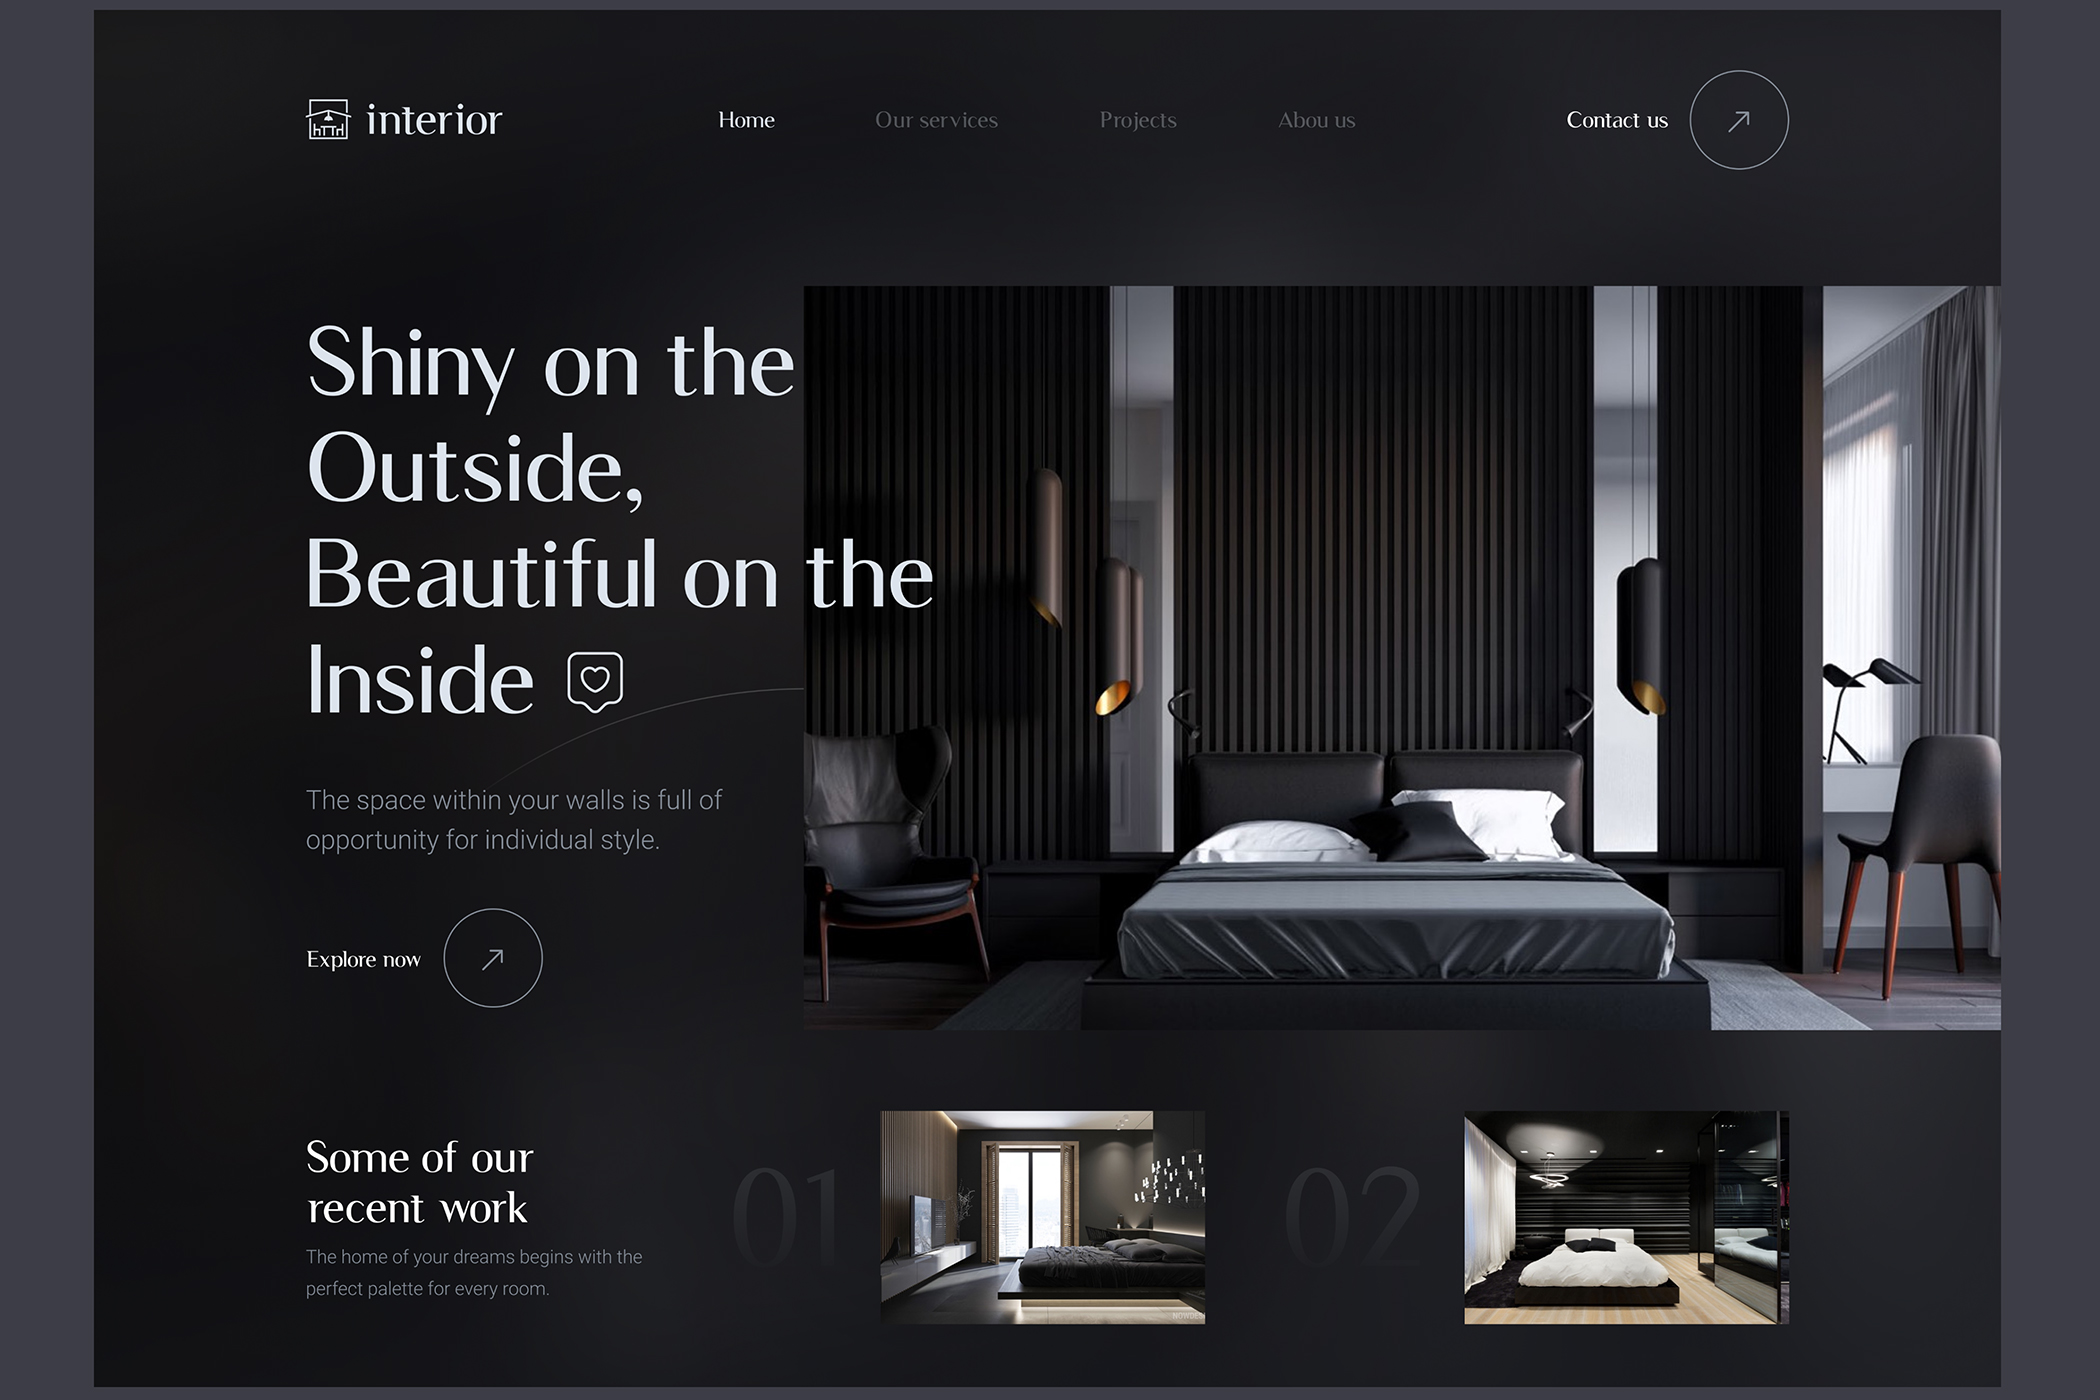 interior
Home
Our services
Projects
Abou us
Contact us
Shiny on the
Outside,
Beautiful on the
Inside
The space within your walls is full of
opportunity for individual style.
Explore now
Some of our
recent work
The home of your dreams begins with the
perfect palette for every room.
01
02